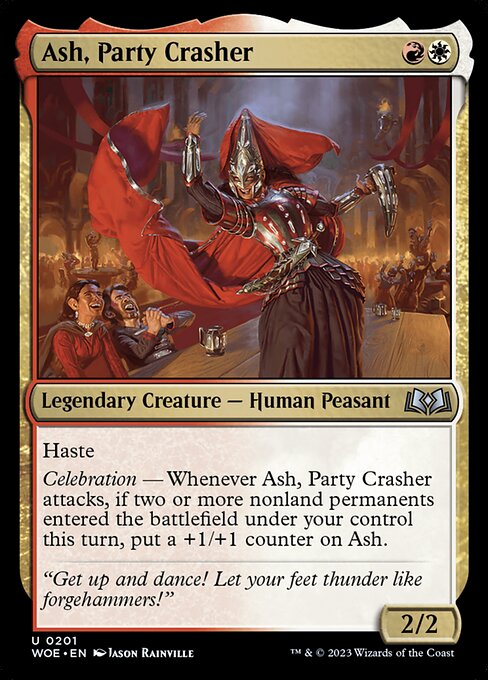 Ash, Party Crasher
Legendary Creature — Human Peasant
Haste
Celebration — Whenever Ash, Party Crasher
attacks, if two or more nonland permanents
entered the battlefield under your control
this turn, put a +1/+1 counter on Ash.
“Get up and dance! Let your feet thunder like
forgehammers!”
2/2
U 0201
WOE • EN Jason Rainville
™ & © 2023 Wizards of the Coast